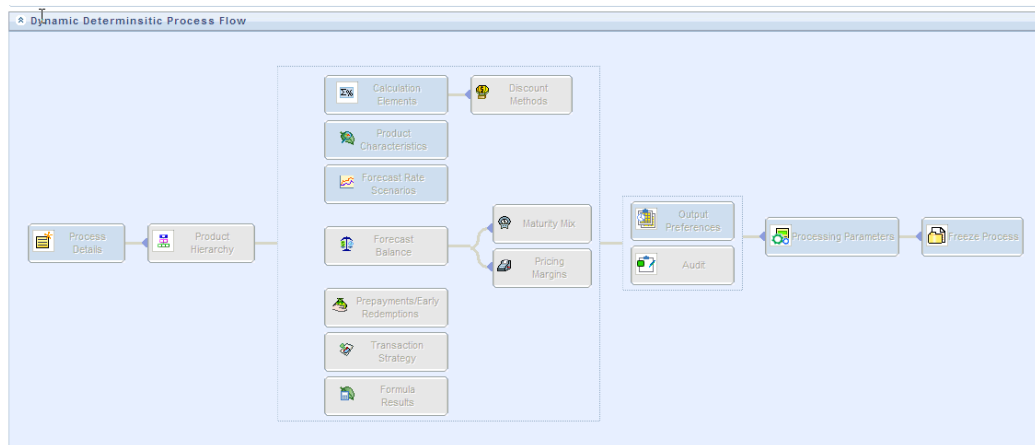 Dynamic Determinsitic Process Flow
Process
Details
Product
Hierarchy
Calculation
Elements
Discount
Methods
Product
Characteristics
Forecast Rate
Scenarios
Forecast
Balance
Maturity Mix
Pricing
Margins
Prepayments/Early
Redemptions
Transaction
Strategy
Formula
Results
Output
Preferences
Audit
Processing Parameters
Freeze Process